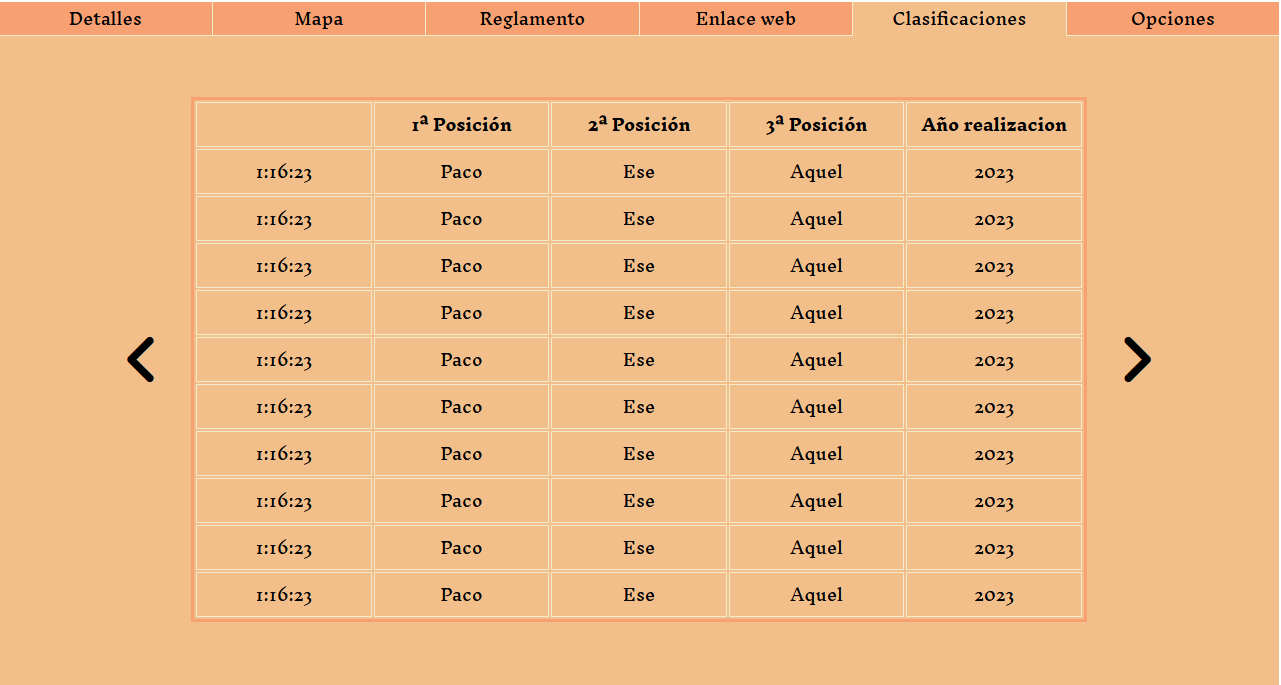 Detalles Mapa Reglamento Enlace web Clasificaciones Opciones
1ª Posición 2ª Posición 3ª Posición Año realizacion
1:16:23 Paco Ese Aquel 2023
1:16:23 Paco Ese Aquel 2023
1:16:23 Paco Ese Aquel 2023
1:16:23 Paco Ese Aquel 2023
1:16:23 Paco Ese Aquel 2023
1:16:23 Paco Ese Aquel 2023
1:16:23 Paco Ese Aquel 2023
1:16:23 Paco Ese Aquel 2023
1:16:23 Paco Ese Aquel 2023
1:16:23 Paco Ese Aquel 2023